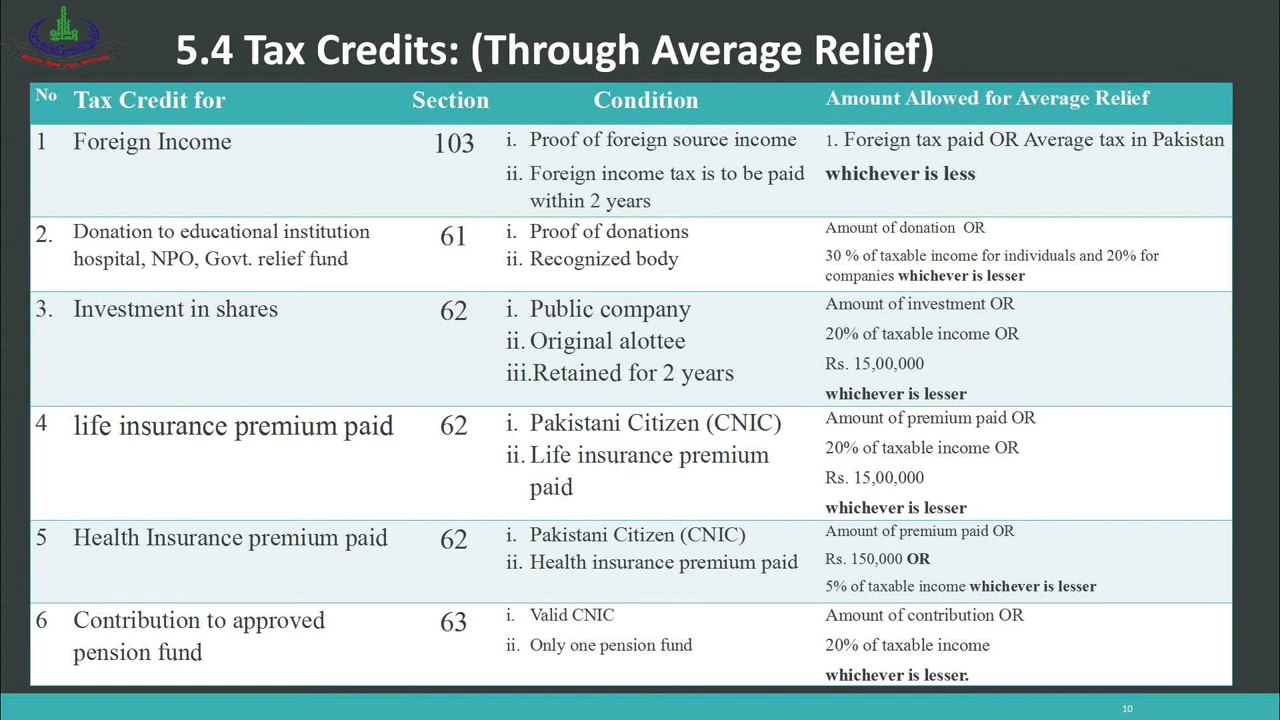 5.4 Tax Credits: (Through Average Relief)
No Tax Credit for Section Condition Amount Allowed for Average Relief
1 Foreign Income 103 i. Proof of foreign source income 1. Foreign tax paid OR Average tax in Pakistan
ii. Foreign income tax is to be paid whichever is less
within 2 years
2. Donation to educational institution 61 i. Proof of donations Amount of donation OR
hospital, NPO, Govt. relief fund ii. Recognized body 30 % of taxable income for individuals and 20% for
companies whichever is lesser
3. Investment in shares 62 i. Public company Amount of investment OR
ii. Original alottee 20% of taxable income OR
iii.Retained for 2 years Rs. 15,00,000
whichever is lesser
4 life insurance premium paid 62 i. Pakistani Citizen (CNIC) Amount of premium paid OR
ii. Life insurance premium 20% of taxable income OR
paid Rs. 15,00,000
whichever is lesser
5 Health Insurance premium paid 62 i. Pakistani Citizen (CNIC) Amount of premium paid OR
ii. Health insurance premium paid Rs. 150,000 OR
5% of taxable income whichever is lesser
6 Contribution to approved 63 i. Valid CNIC Amount of contribution OR
pension fund ii. Only one pension fund 20% of taxable income
whichever is lesser.
10